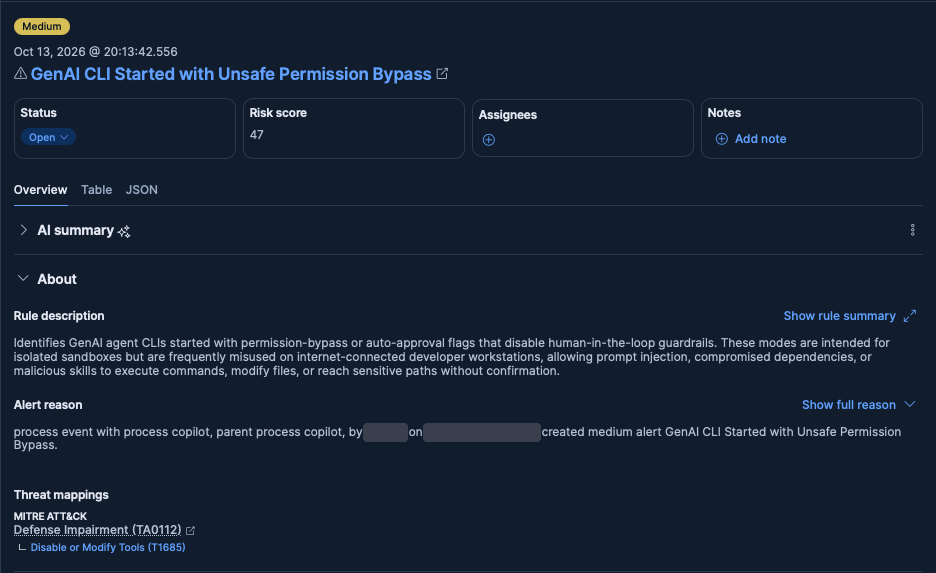 Medium
Oct 13, 2026 @ 20:13:42.556
GenAI CLI Started with Unsafe Permission Bypass
Status
Open
Risk score
47
Assignees
Notes
Add note
Overview Table JSON
AI summary
About
Rule description
Show rule summary
Identifies GenAI agent CLIs started with permission-bypass or auto-approval flags that disable human-in-the-loop guardrails. These modes are intended for
isolated sandboxes but are frequently misused on internet-connected developer workstations, allowing prompt injection, compromised dependencies, or
malicious skills to execute commands, modify files, or reach sensitive paths without confirmation.
Alert reason
Show full reason
process event with process copilot, parent process copilot, by on created medium alert GenAI CLI Started with Unsafe Permission
Bypass.
Threat mappings
MITRE ATT&CK
Defense Impairment (TA0112)
Disable or Modify Tools (T1685)